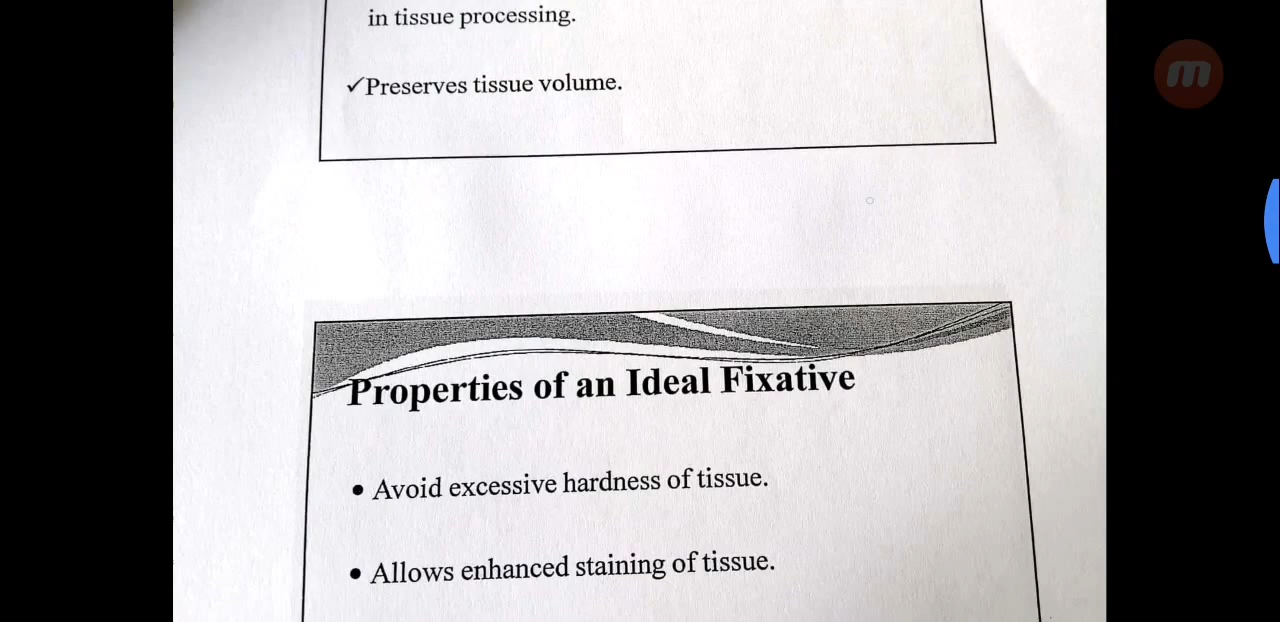 in tissue processing.
✓Preserves tissue volume.
Properties of an Ideal Fixative
• Avoid excessive hardness of tissue.
• Allows enhanced staining of tissue.